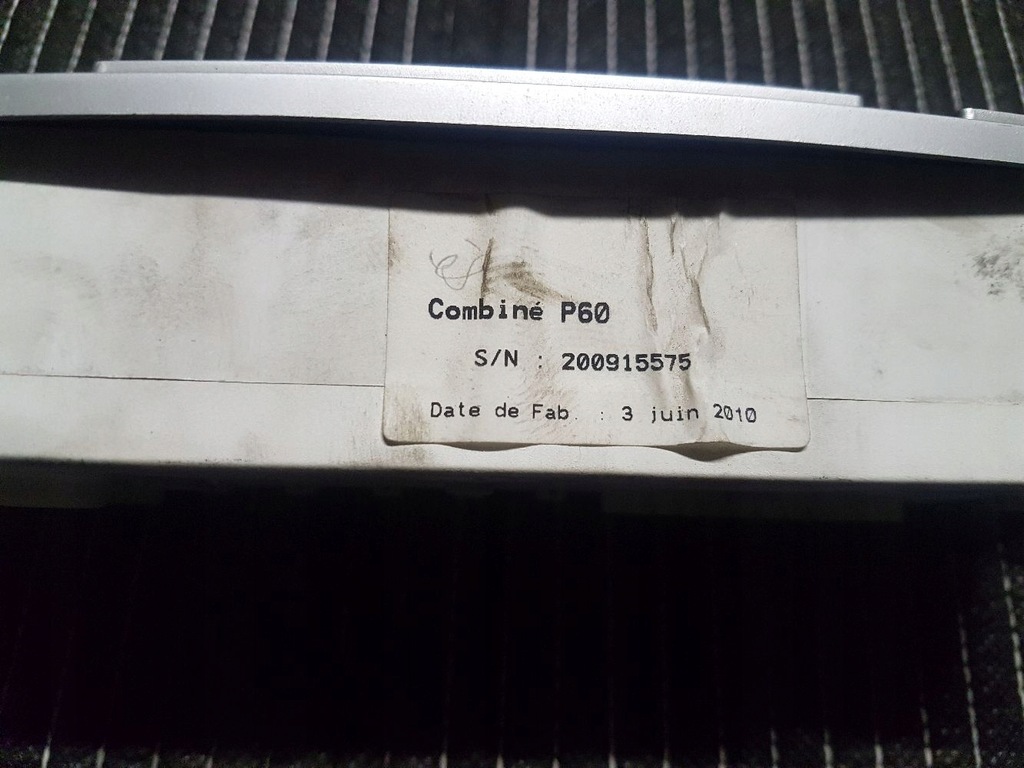 Combiné P60
S/N : 200915575
Date de Fab. : 3 juin 2010